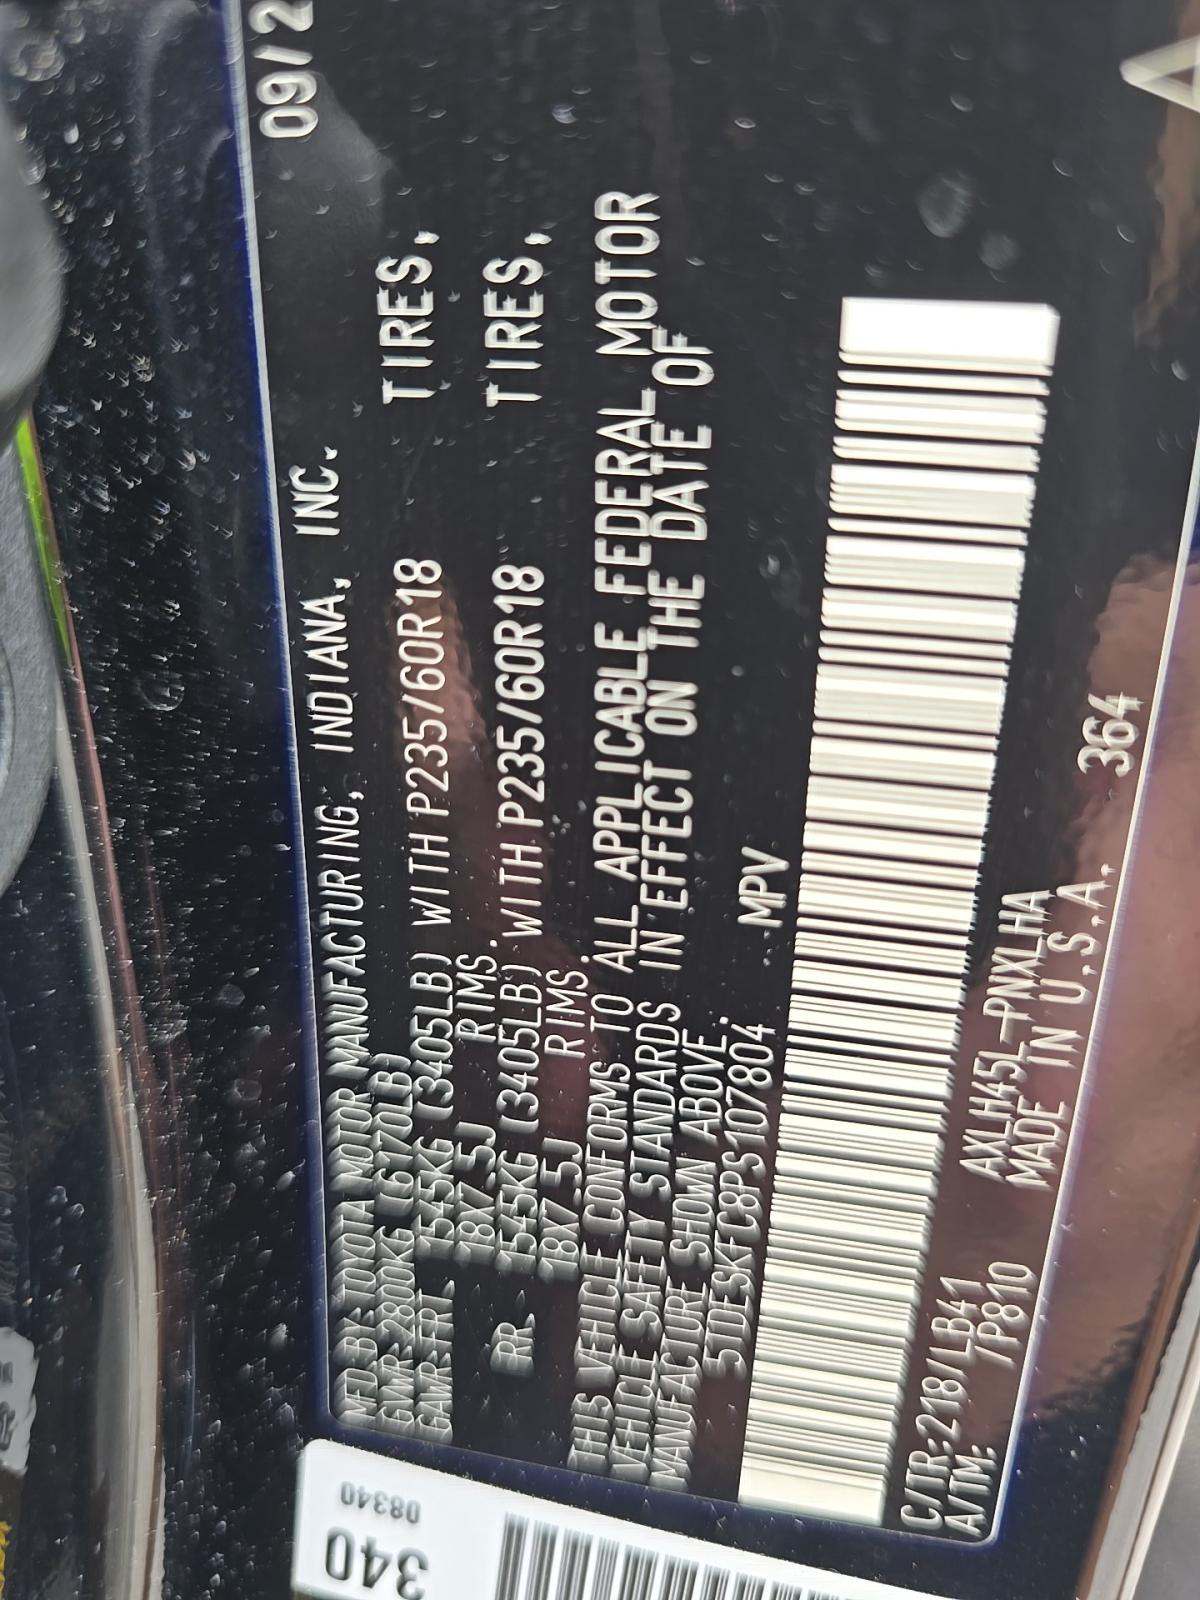 MFD BY: TOYOTA MOTOR MANUFACTURING, INDIANA, INC. 09/2
GVWR:2800KG (6170LB)
GAWR:FRT. 1545KG (3405LB) WITH P235/60R18 TIRES,
18X7.5J RIMS.
RR. 1545KG (3405LB) WITH P235/60R18 TIRES,
18X7.5J RIMS.
THIS VEHICLE CONFORMS TO ALL APPLICABLE FEDERAL MOTOR
VEHICLE SAFETY STANDARDS IN EFFECT ON THE DATE OF
MANUFACTURE SHOWN ABOVE.
5TDESKFC8PS107804. MPV
C/TR:218/LB41 AXLH45L-PNXLHA
A/TM: /P810 MADE IN U.S.A. 364
08340
340